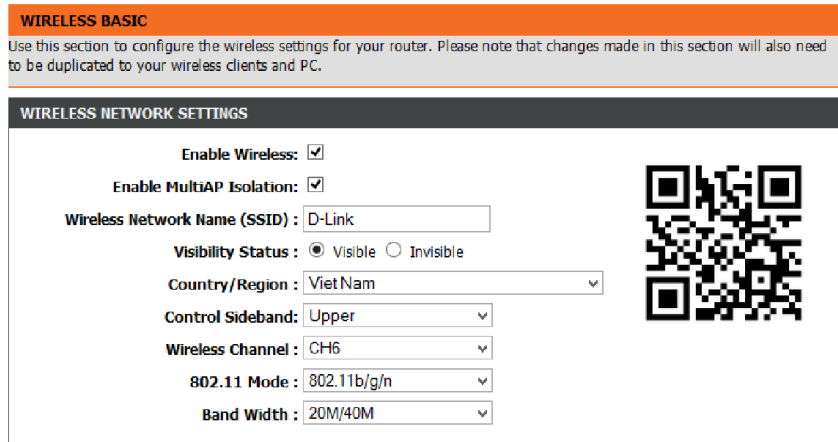 WIRELESS BASIC
Use this section to configure the wireless settings for your router. Please note that changes made in this section will also need
to be duplicated to your wireless clients and PC.
WIRELESS NETWORK SETTINGS
Enable Wireless:
Enable MultiAP Isolation:
Wireless Network Name (SSID) : D-Link
Visibility Status : Visible Invisible
Country/Region : Viet Nam
Control Sideband: Upper
Wireless Channel : CH6
802.11 Mode : 802.11b/g/n
Band Width : 20M/40M